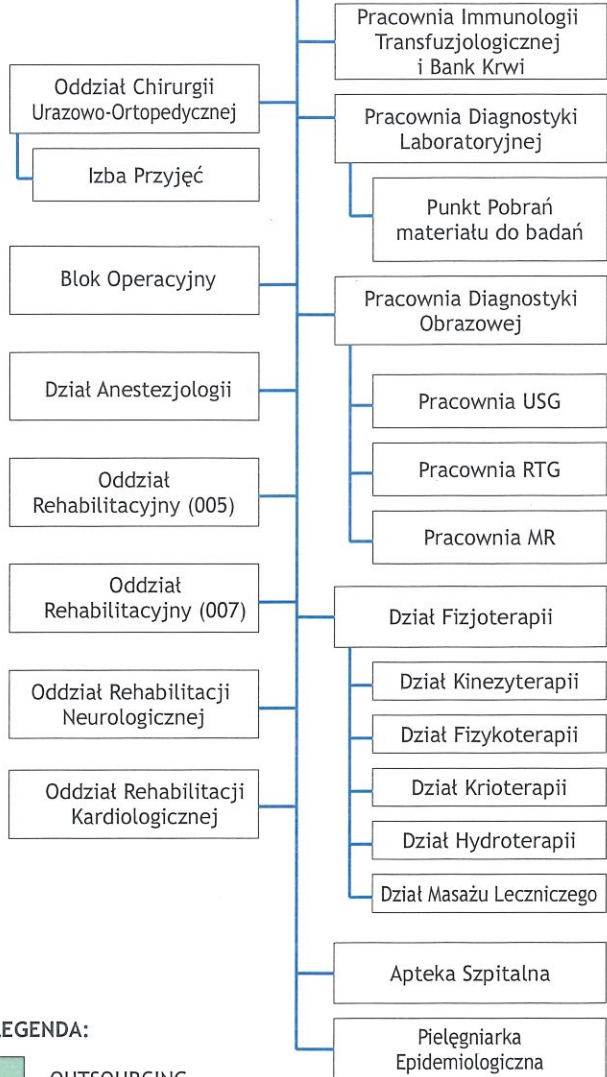 Oddział Chirurgii
Urazowo-Ortopedycznej
Izba Przyjęć
Blok Operacyjny
Dział Anestezjologii
Oddział
Rehabilitacyjny (005)
Oddział
Rehabilitacyjny (007)
Oddział Rehabilitacji
Neurologicznej
Oddział Rehabilitacji
Kardiologicznej
Pracownia Immunologii
Transfuzjologicznej
i Bank Krwi
Pracownia Diagnostyki
Laboratoryjnej
Punkt Pobrań
materiału do badań
Pracownia Diagnostyki
Obrazowej
Pracownia USG
Pracownia RTG
Pracownia MR
Dział Fizjoterapii
Dział Kinezyterapii
Dział Fizykoterapii
Dział Krioterapii
Dział Hydroterapii
Dział Masażu Leczniczego
Apteka Szpitalna
Pielęgniarka
Epidemiologiczna
LEGENDA:
OUTSOURCING